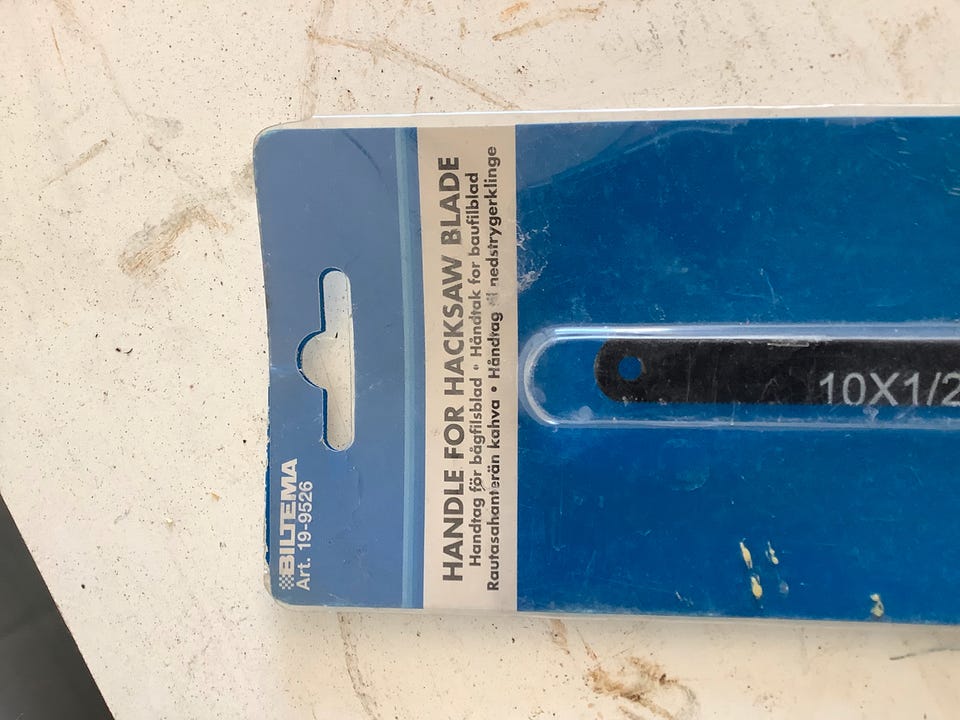 BILTEMA
Art. 19-9526
HANDLE FOR HACKSAW BLADE
Handtag för bågfilsblad • Håndtak for baufilblad
Rautasahanterän kahva • Håndtag til nedstrygerklinge
10X1/2